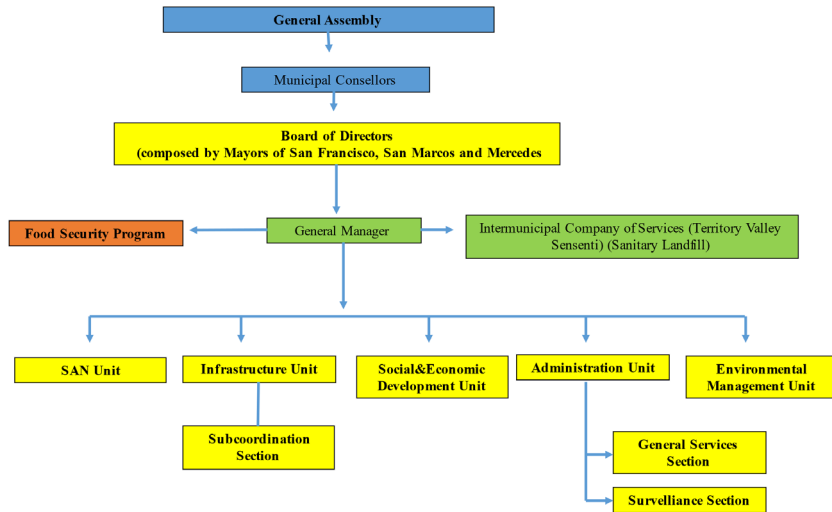 General Assembly
Municipal Consellors
Board of Directors
(composed by Mayors of San Francisco, San Marcos and Mercedes
Food Security Program
General Manager
Intermunicipal Company of Services (Territory Valley
Sensenti) (Sanitary Landfill)
SAN Unit
Infrastructure Unit
Social&Economic
Development Unit
Administration Unit
Environmental
Management Unit
Subcoordination
Section
General Services
Section
Survelliance Section